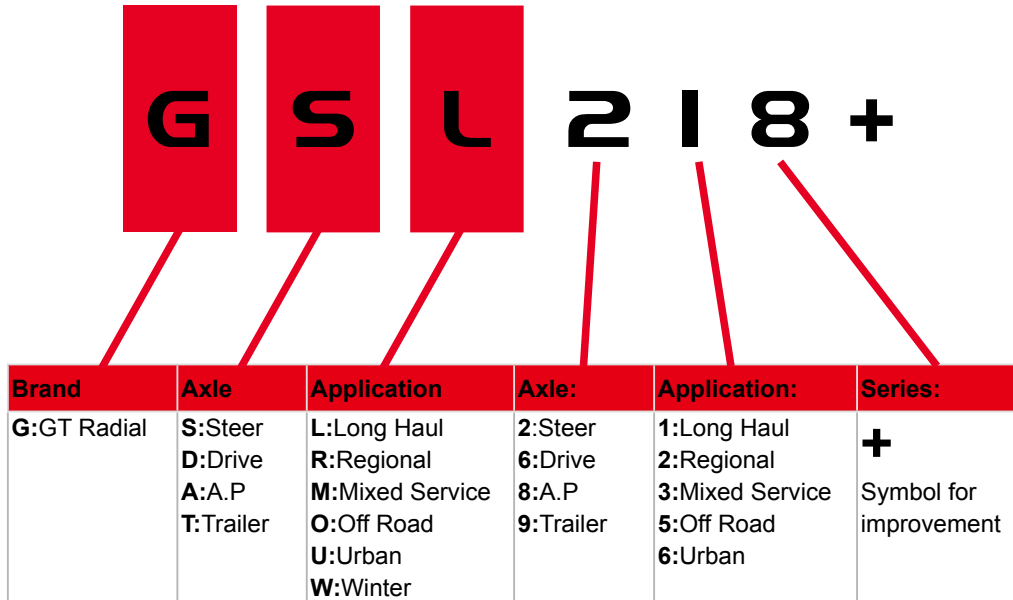 G S L 2 1 8 +
Brand Axle Application Axle: Application: Series:
G:GT Radial S:Steer L:Long Haul 2:Steer 1:Long Haul +
D:Drive R:Regional 6:Drive 2:Regional
A:A.P M:Mixed Service 8:A.P 3:Mixed Service Symbol for
T:Trailer O:Off Road 9:Trailer 5:Off Road improvement
U:Urban 6:Urban
W:Winter